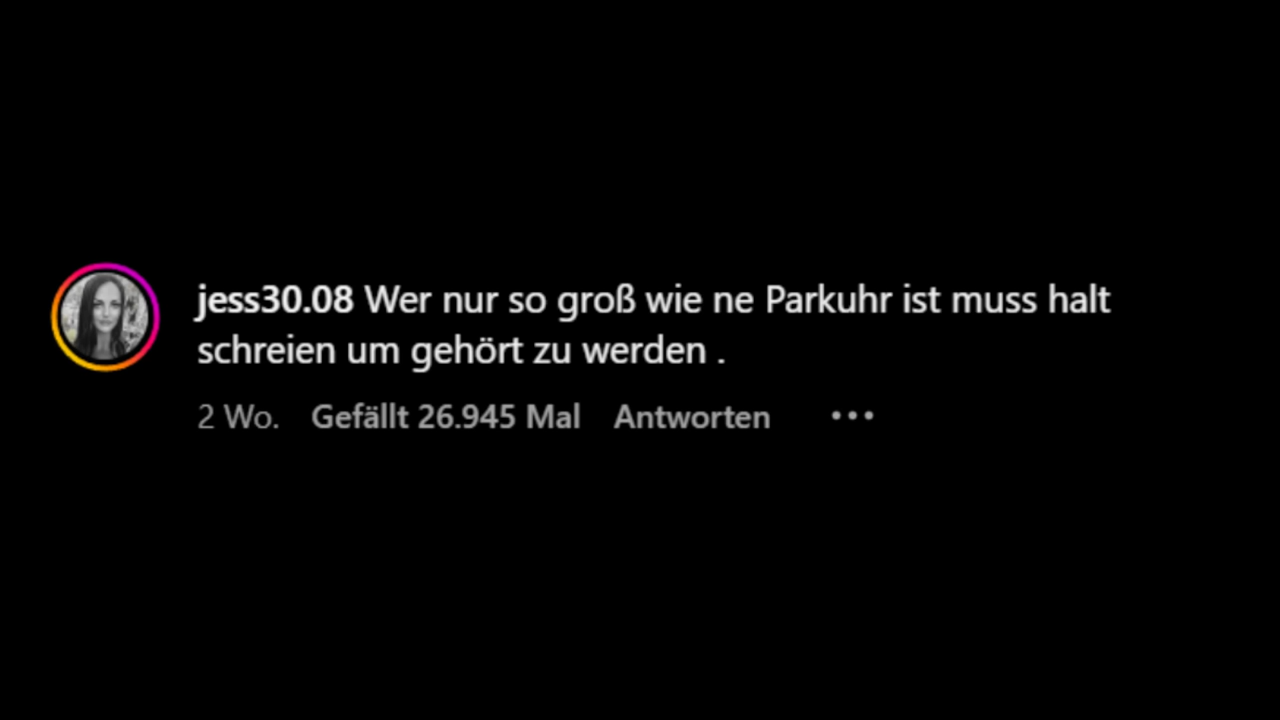 jess30.08 Wer nur so groß wie ne Parkuhr ist muss halt
schreien um gehört zu werden .
2 Wo. Gefällt 26.945 Mal Antworten •••